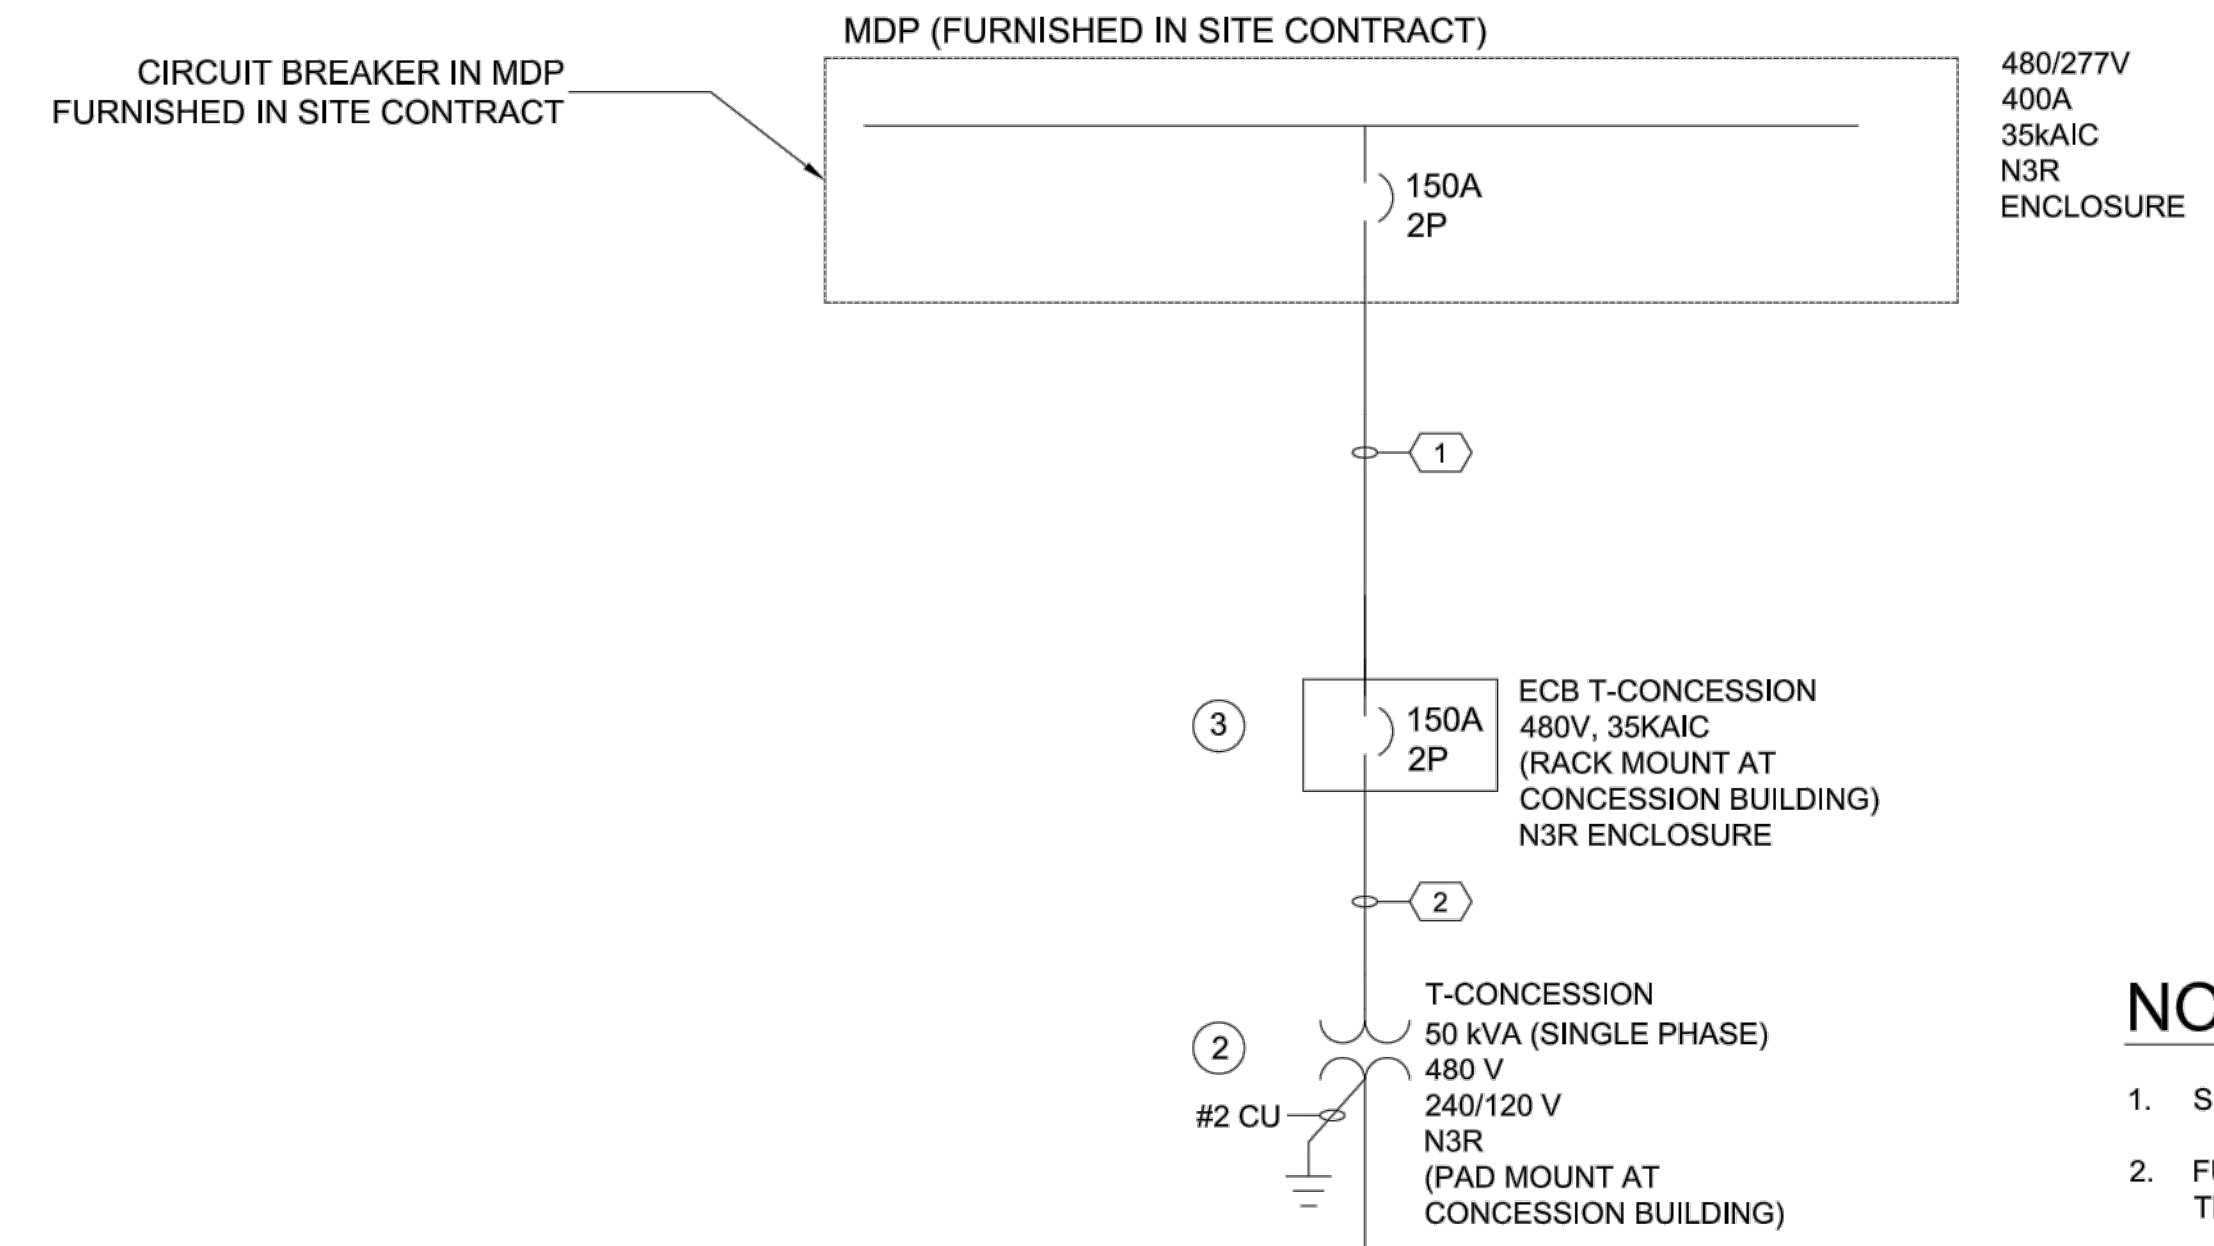 MDP (FURNISHED IN SITE CONTRACT)
CIRCUIT BREAKER IN MDP
FURNISHED IN SITE CONTRACT
480/277V
400A
35kAIC
N3R
ENCLOSURE
150A
2P
1
3
150A
2P
ECB T-CONCESSION
480V, 35KAIC
(RACK MOUNT AT
CONCESSION BUILDING)
N3R ENCLOSURE
2
2
T-CONCESSION
50 kVA (SINGLE PHASE)
480 V
240/120 V
N3R
(PAD MOUNT AT
CONCESSION BUILDING)
#2 CU
1.
2.